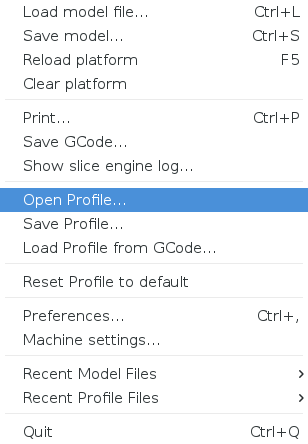 Load model file... Ctrl+L
Save model... Ctrl+S
Reload platform F5
Clear platform
Print... Ctrl+P
Save GCode...
Show slice engine log...
Open Profile...
Save Profile...
Load Profile from GCode...
Reset Profile to default
Preferences... Ctrl+,
Machine settings...
Recent Model Files
Recent Profile Files
Quit Ctrl+Q